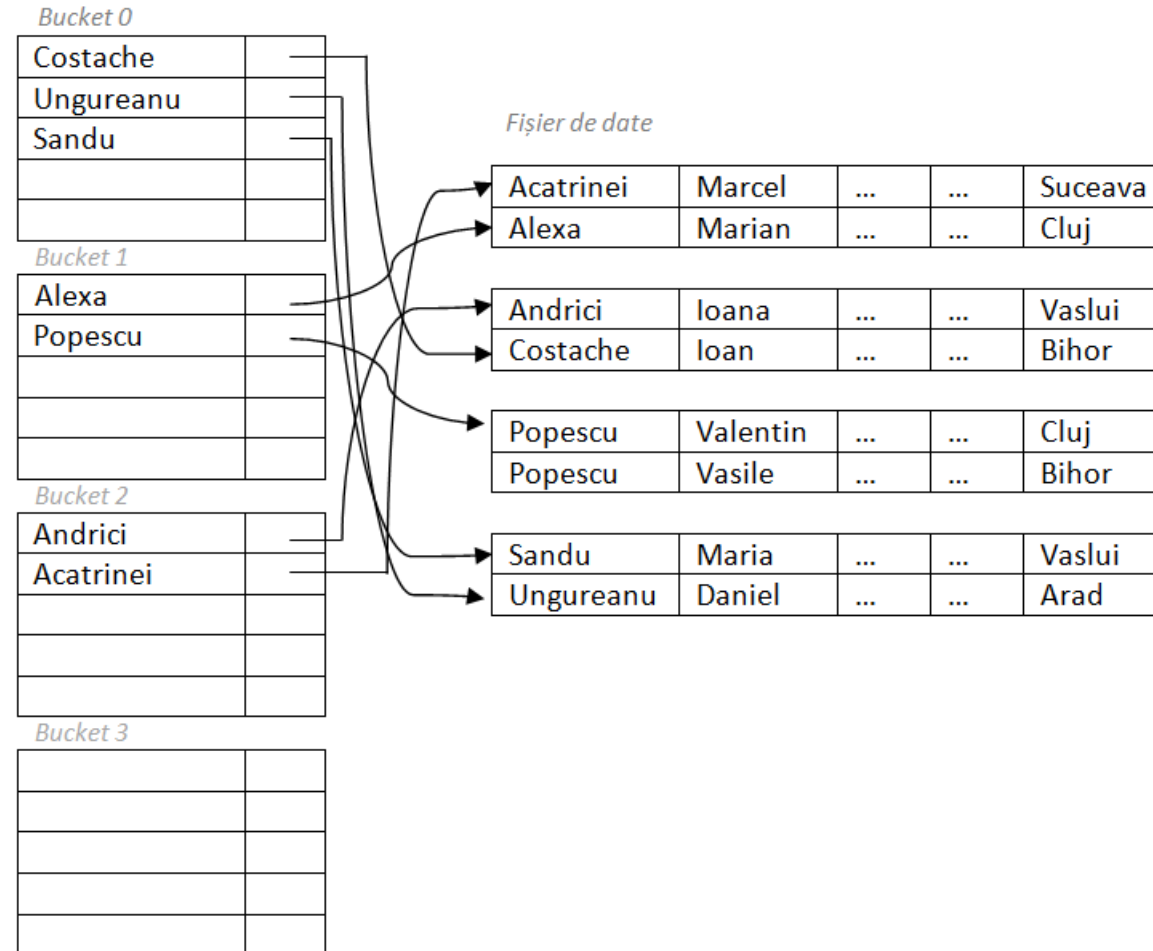 Bucket 0
Costache
Ungureanu
Sandu
Bucket 1
Alexa
Popescu
Bucket 2
Andrici
Acatrinei
Bucket 3
Fișier de date
Acatrinei Marcel ... ... Suceava
Alexa Marian ... ... Cluj
Andrici Ioana ... ... Vaslui
Costache Ioan ... ... Bihor
Popescu Valentin ... ... Cluj
Popescu Vasile ... ... Bihor
Sandu Maria ... ... Vaslui
Ungureanu Daniel ... ... Arad